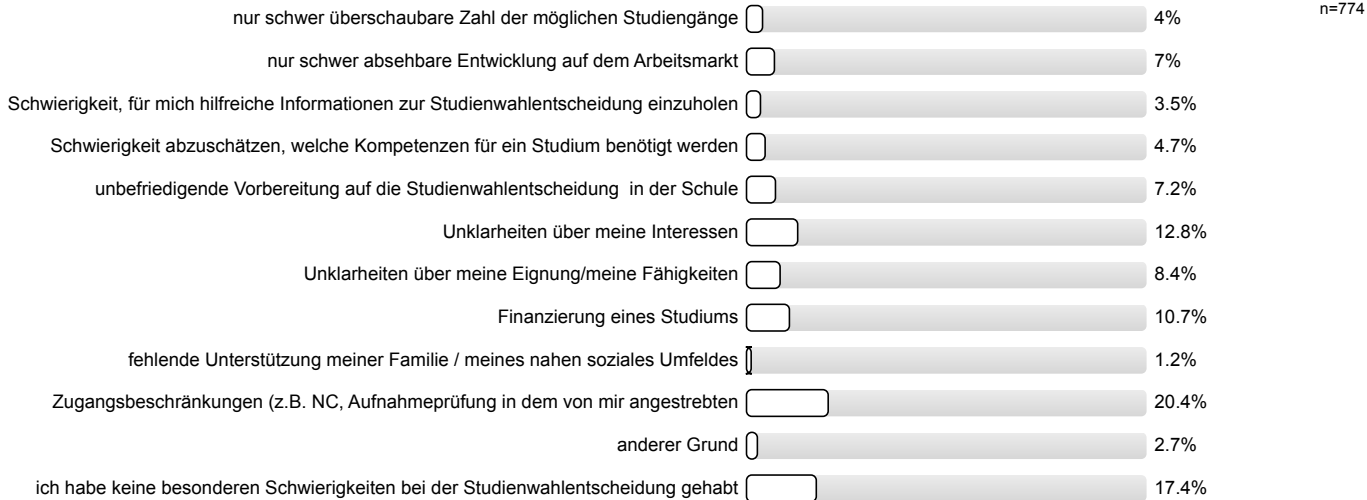 nur schwer überschaubare Zahl der möglichen Studiengänge 4% n=774
nur schwer absehbare Entwicklung auf dem Arbeitsmarkt 7%
Schwierigkeit, für mich hilfreiche Informationen zur Studienwahlentscheidung einzuholen 3.5%
Schwierigkeit abzuschätzen, welche Kompetenzen für ein Studium benötigt werden 4.7%
unbefriedigende Vorbereitung auf die Studienwahlentscheidung  in der Schule 7.2%
Unklarheiten über meine Interessen 12.8%
Unklarheiten über meine Eignung/meine Fähigkeiten 8.4%
Finanzierung eines Studiums 10.7%
fehlende Unterstützung meiner Familie / meines nahen soziales Umfeldes 1.2%
Zugangsbeschränkungen (z.B. NC, Aufnahmeprüfung in dem von mir angestrebten 20.4%
anderer Grund 2.7%
ich habe keine besonderen Schwierigkeiten bei der Studienwahlentscheidung gehabt 17.4%